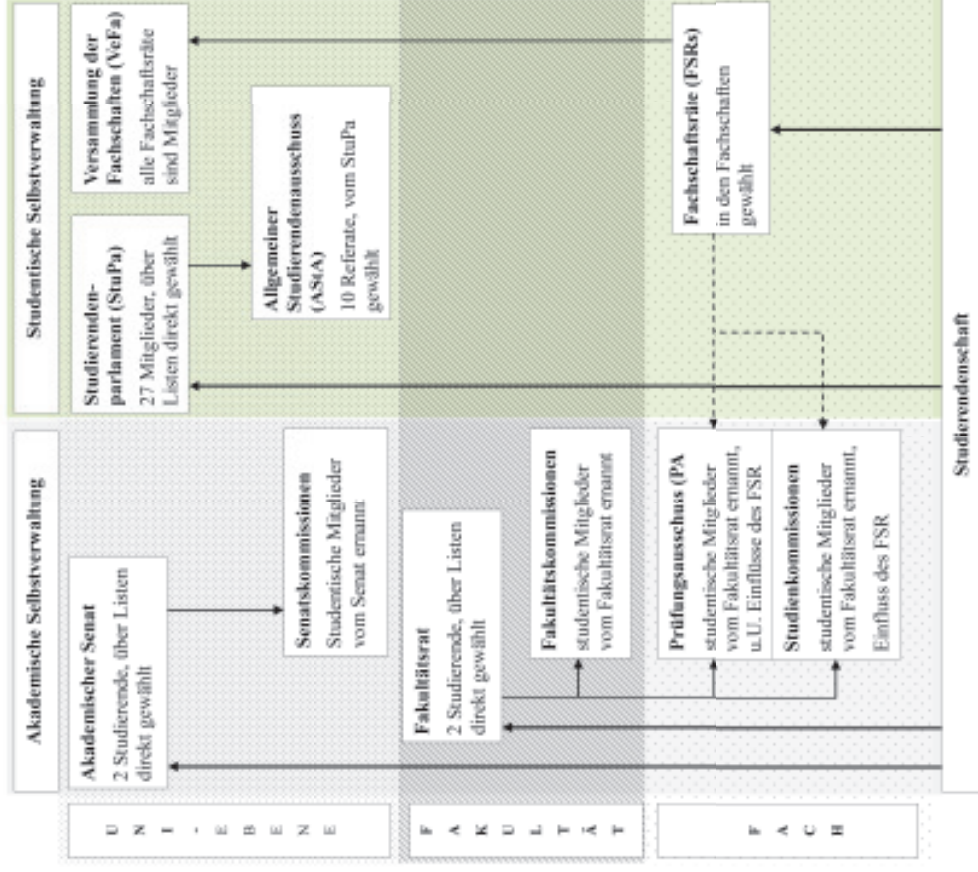 Akademische Selbstverwaltung
Studentische Selbstverwaltung
UNI-EBENE
Akademischer Senat
2 Studierende, über Listen
direkt gewählt
Senatskommissionen
Studentische Mitglieder
vom Senat ernannt
Studierenden-
parlament (StuPa)
27 Mitglieder, über
Listen direkt gewählt
Versammlung der
Fachschaften (VeFa)
alle Fachschaftsräte
sind Mitglieder
Allgemeiner
Studierendenausschuss
(AStA)
10 Referate, vom StuPa
gewählt
FAKULTÄT
Fakultätsrat
2 Studierende, über Listen
direkt gewählt
Fakultätskommissionen
studentische Mitglieder
vom Fakultätsrat ernannt
FACH
Prüfungsausschuss (PA
studentische Mitglieder
vom Fakultätsrat ernannt,
u.U. Einflüsse des FSR
Studienkommissionen
studentische Mitglieder
vom Fakultätsrat ernannt,
Einfluss des FSR
Fachschaftsräte (FSRs)
in den Fachschaften
gewählt
Studierendenschaft